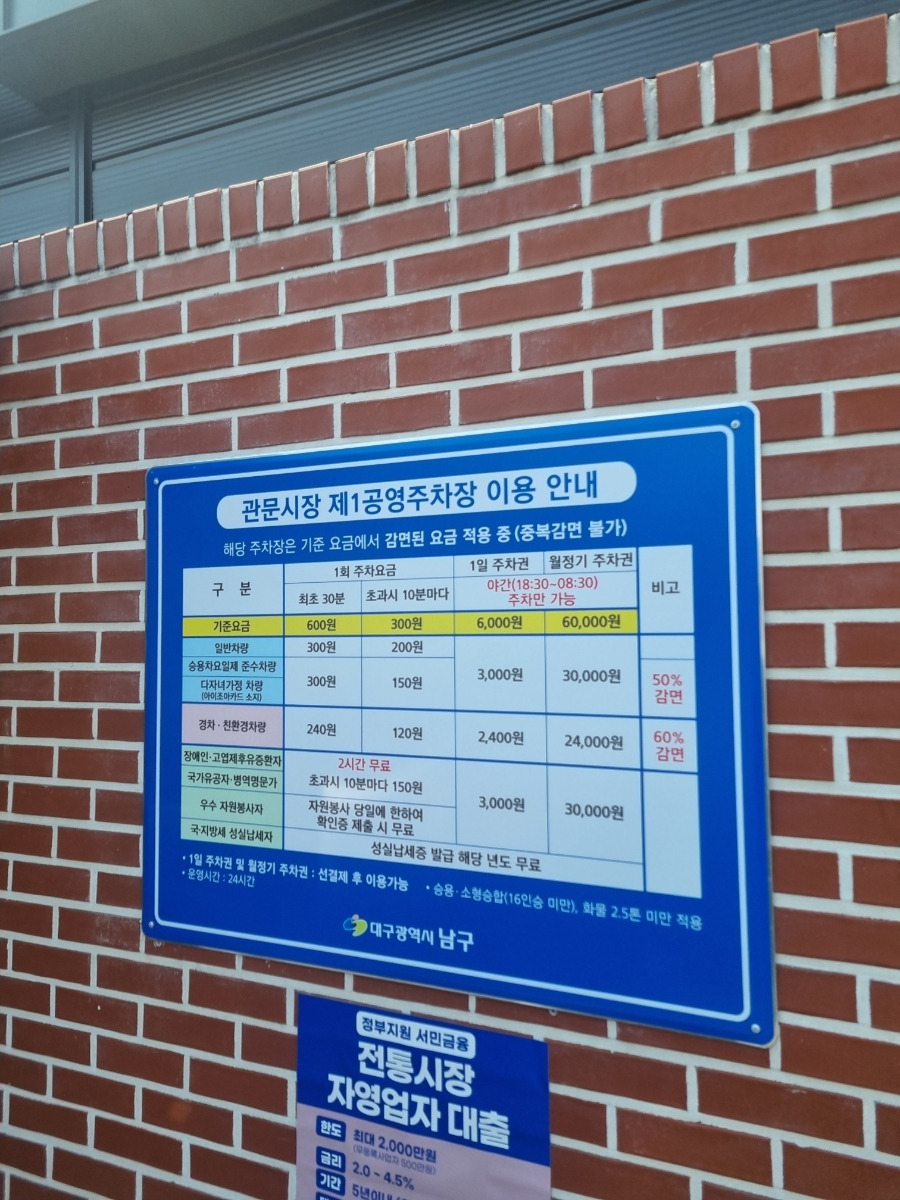 관문시장 제1공영주차장 이용 안내
해당 주차장은 기준 요금에서 감면된 요금 적용 중 (중복감면 불가)
구 분
1회 주차요금
1일 주차권
월정기 주차권
비고
최초 30분
초과시 10분마다
야간(18:30~08:30)
주차만 가능
기준요금 600원 300원 6,000원 60,000원
일반차량 300원 200원
승용차요일제 준수차량
다자녀가정 차량
(아이조아카드 소지)
300원 150원
3,000원 30,000원
50%
감면
경차 · 친환경차량 240원 120원 2,400원 24,000원
60%
감면
장애인·고엽제후유증환자
국가유공자·병역명문가
2시간 무료
초과시 10분마다 150원
우수 자원봉사자
자원봉사 당일에 한하여
확인증 제출 시 무료
3,000원 30,000원
국·지방세 성실납세자
성실납세증 발급 해당 년도 무료
• 1일 주차권 및 월정기 주차권 : 선결제 후 이용가능
• 승용·소형승합(16인승 미만), 화물 2.5톤 미만 적용
• 운영시간 : 24시간
대구광역시 남구
정부지원 서민금융
전통시장
자영업자 대출
한도 최대 2,000만원
(무등록사업자 500만원)
금리 2.0 ~ 4.5%
기간 5년이내